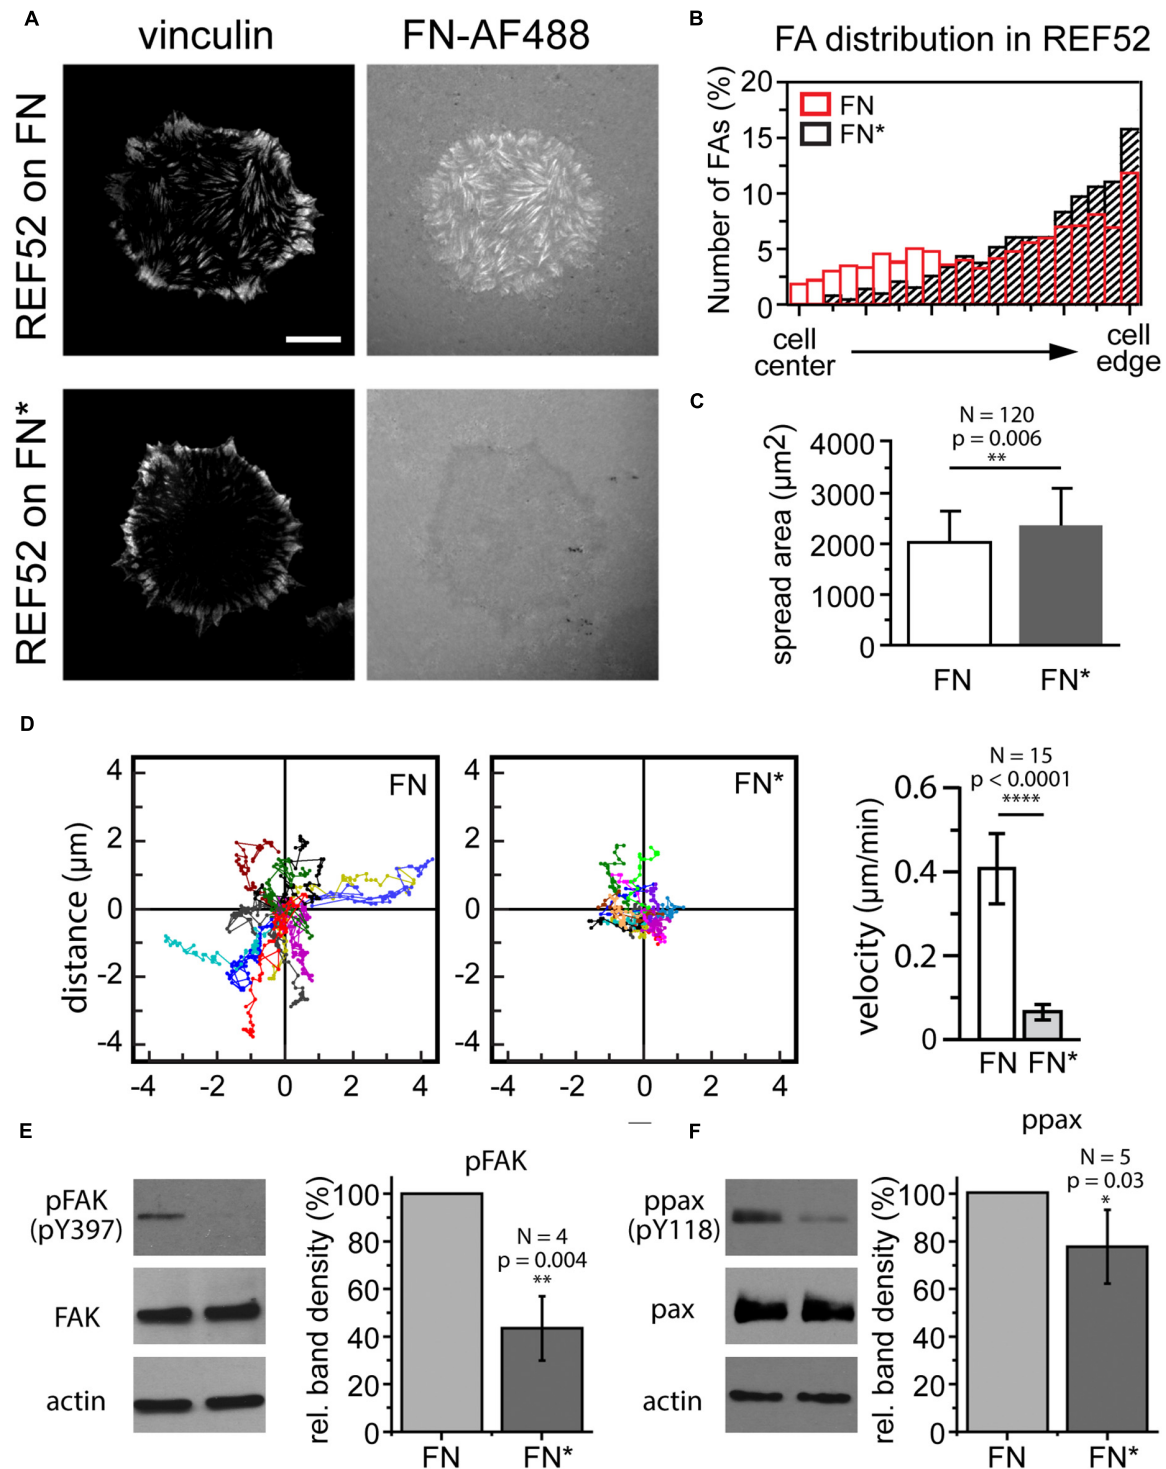 A
vinculin
FN-AF488
REF52 on FN
REF52 on FN*
B
FA distribution in REF52
Number of FAs (%)
20
15
10
5
0
FN
FN*
cell
center
cell
edge
C
N = 120
p = 0.006
**
spread area (µm2)
4000
3000
2000
1000
0
FN
FN*
D
distance (µm)
4
2
0
-2
-4
FN
-4
-2
0
2
4
4
2
0
-2
-4
FN*
-4
-2
0
2
4
N = 15
p < 0.0001
****
velocity (µm/min)
0.6
0.4
0.2
0
FN
FN*
E
pFAK
(pY397)
FAK
actin
pFAK
rel. band density (%)
100
80
60
40
20
0
N = 4
p = 0.004
**
FN
FN*
F
ppax
(pY118)
pax
actin
ppax
rel. band density (%)
100
80
60
40
20
0
N = 5
p = 0.03
*
FN
FN*